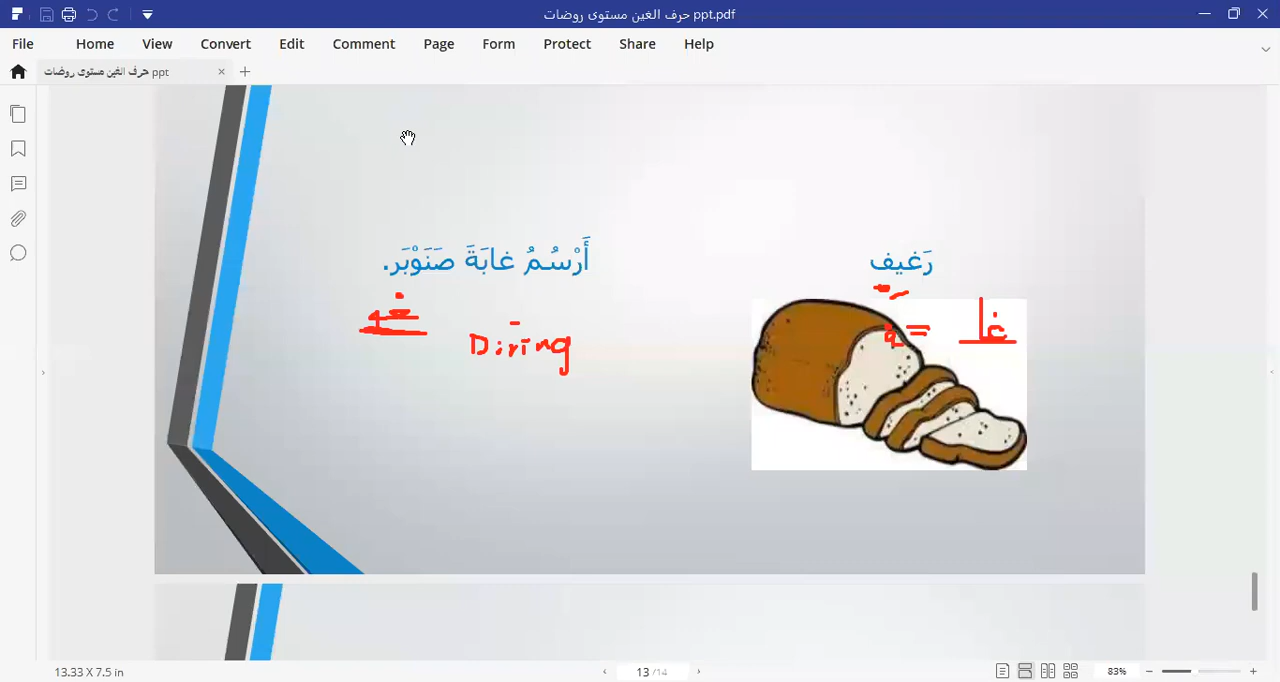 حرف الغين مستوى روضات ppt.pdf
File Home View Convert Edit Comment Page Form Protect Share Help
حرف الغين مستوى روضات ppt
رَغيف
أَرْسُمُ غابَةَ صَنَوْبَر.
غا
Diring
13.33 X 7.5 in
13 /14
83%